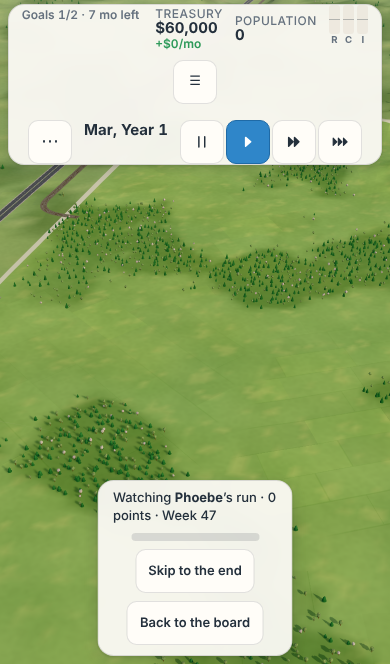 Goals 1/2 · 7 mo left
TREASURY
$60,000
+$0/mo
POPULATION
0
R C I
Mar, Year 1
Watching Phoebe's run · 0
points · Week 47
Skip to the end
Back to the board